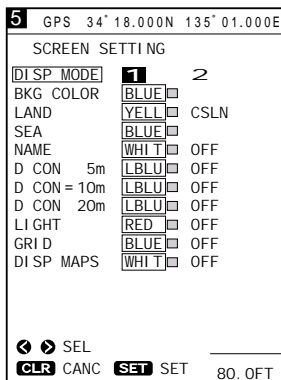 5 GPS 34°18.000N 135°01.000E
SCREEN SETTING
DISP MODE 1 2
BKG COLOR BLUE
LAND YELL CSLN
SEA BLUE
NAME WHIT OFF
D CON 5m LBLU OFF
D CON=10m LBLU OFF
D CON 20m LBLU OFF
LIGHT RED OFF
GRID BLUE OFF
DISP MAPS WHIT OFF
SEL
CLR CANC SET SET 80.0FT